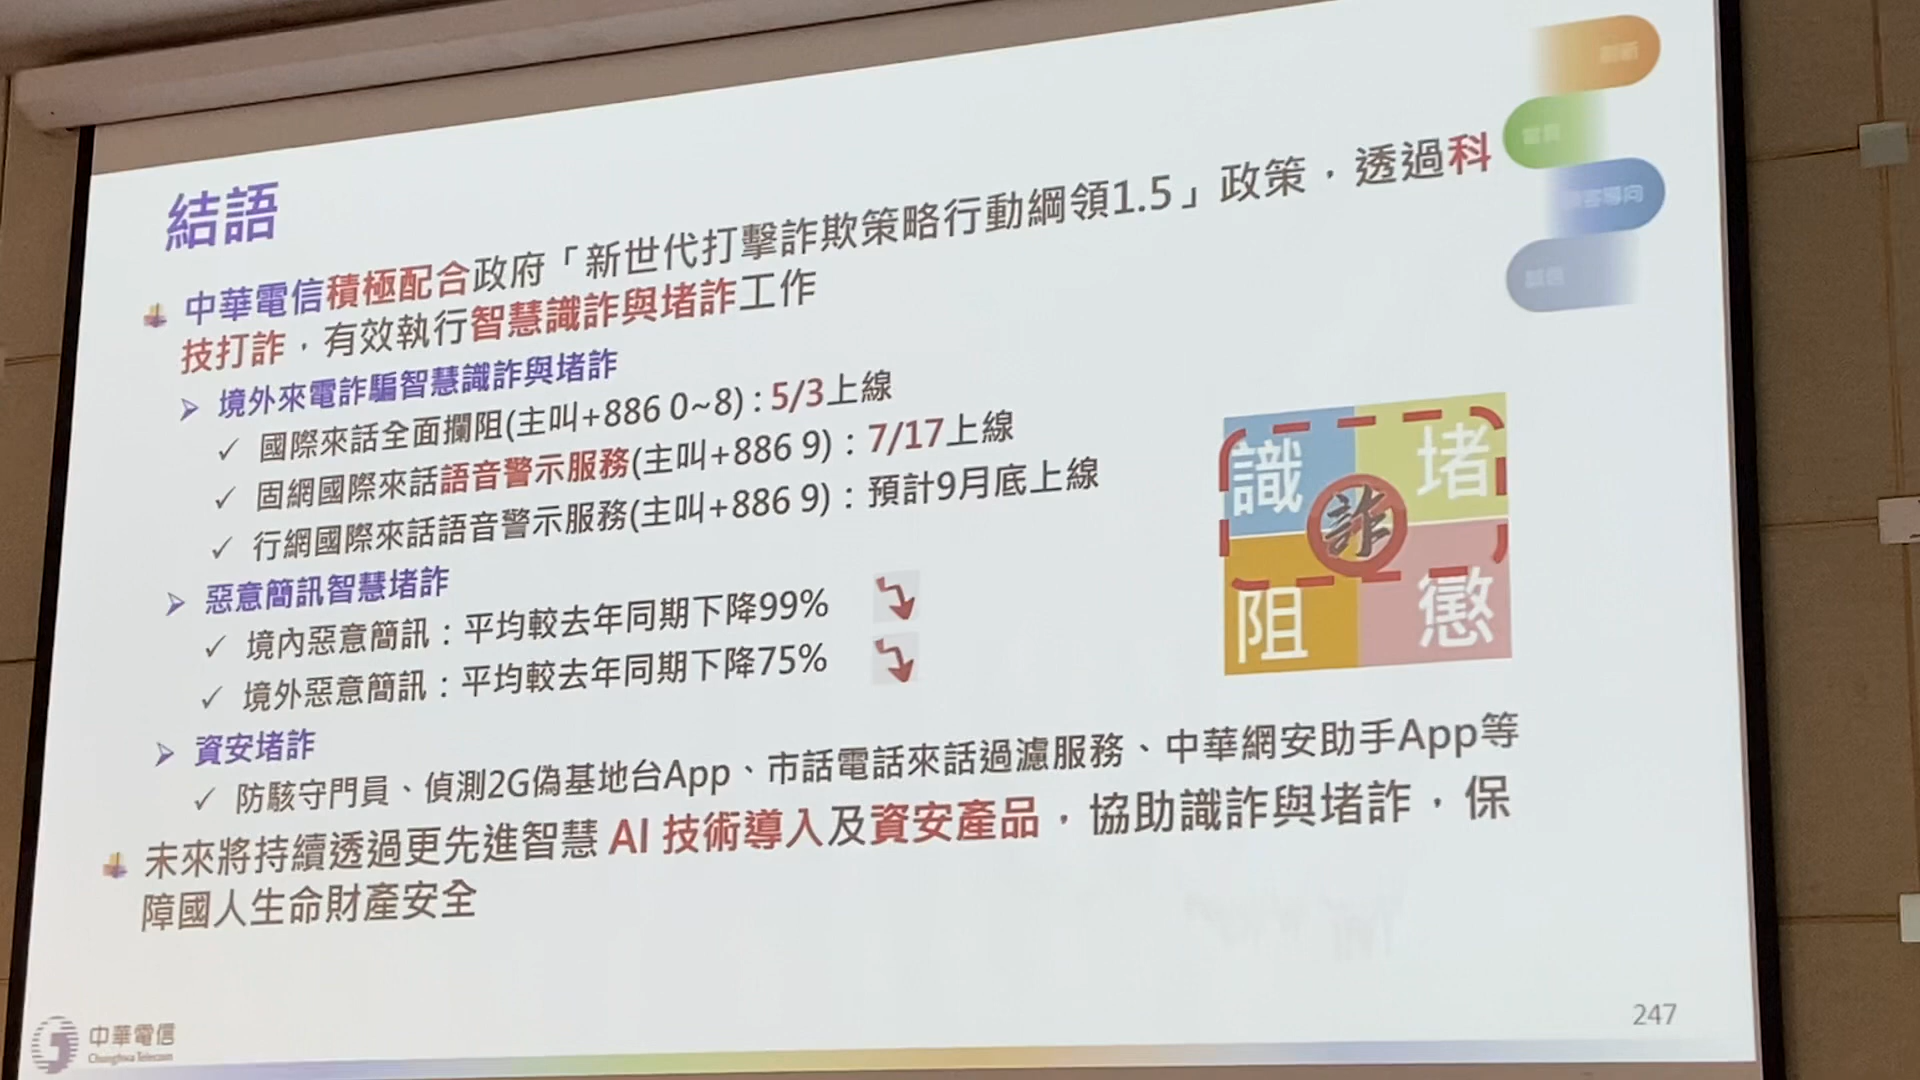 結語
中華電信積極配合政府「新世代打擊詐欺策略行動綱領1.5」政策，透過科
技打詐，有效執行智慧識詐與堵詐工作
境外來電詐騙智慧識詐與堵詐
國際來話全面攔阻(主叫+886 0~8)：5/3上線
固網國際來話語音警示服務(主叫+886 9)：7/17上線
行網國際來話語音警示服務(主叫+886 9)：預計9月底上線
惡意簡訊智慧堵詐
境內惡意簡訊：平均較去年同期下降99%
境外惡意簡訊：平均較去年同期下降75%
資安堵詐
防駭守門員、偵測2G偽基地台App、市話電話來話過濾服務、中華網安助手App等
未來將持續透過更先進智慧 AI 技術導入及資安產品，協助識詐與堵詐，保
障國人生命財產安全
識 堵
詐
阻 懲
中華電信
Chunghwa Telecom
247